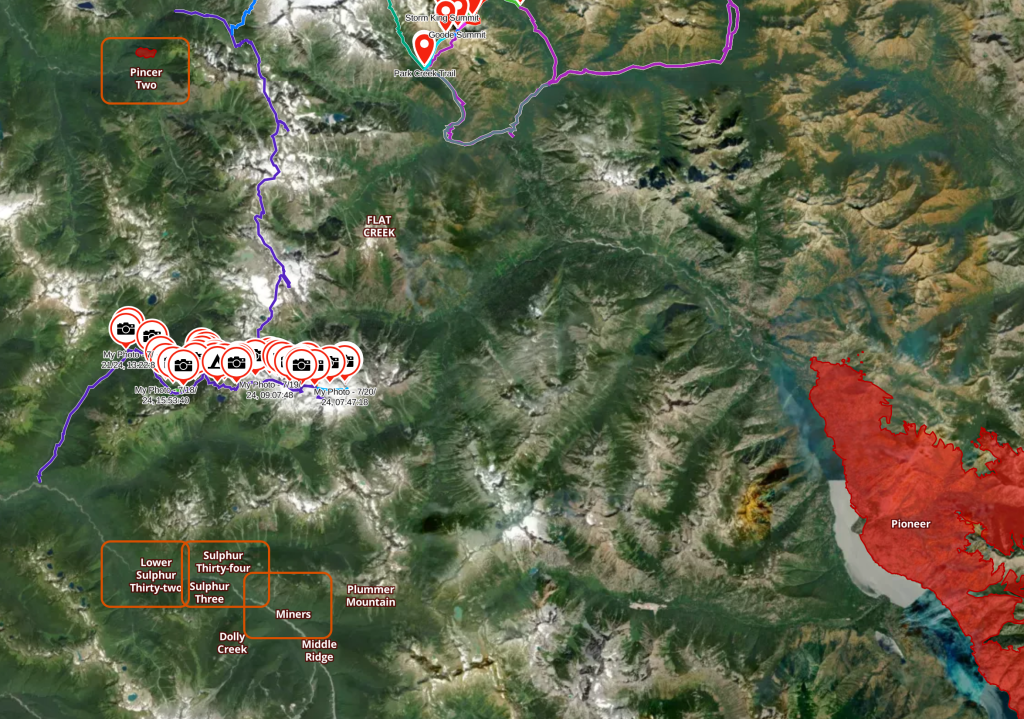 Storm King Summit
Goode Summit
Park Creek Trail
Pincer
Two
FLAT
CREEK
My Photo - 7/
21/24, 13:22:
My Photo - 7/18/
24, 15:53:40
My Photo - 7/19/
24, 09:07:48
My Photo - 7/20/
24, 07:47:18
Pioneer
Lower
Sulphur
Thirty-two
Sulphur
Thirty-four
Sulphur
Three
Miners
Plummer
Mountain
Dolly
Creek
Middle
Ridge